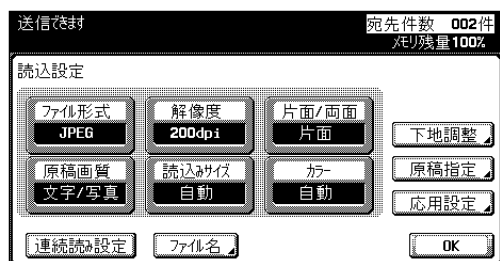 送信できます 宛先件数 002件
メモリ残量100%
読込設定
ファイル形式 解像度 片面/両面
JPEG 200dpi 片面 下地調整
原稿画質 読込みサイズ カラー 原稿指定
文字/写真 自動 自動 応用設定
連続読み設定 ファイル名 OK